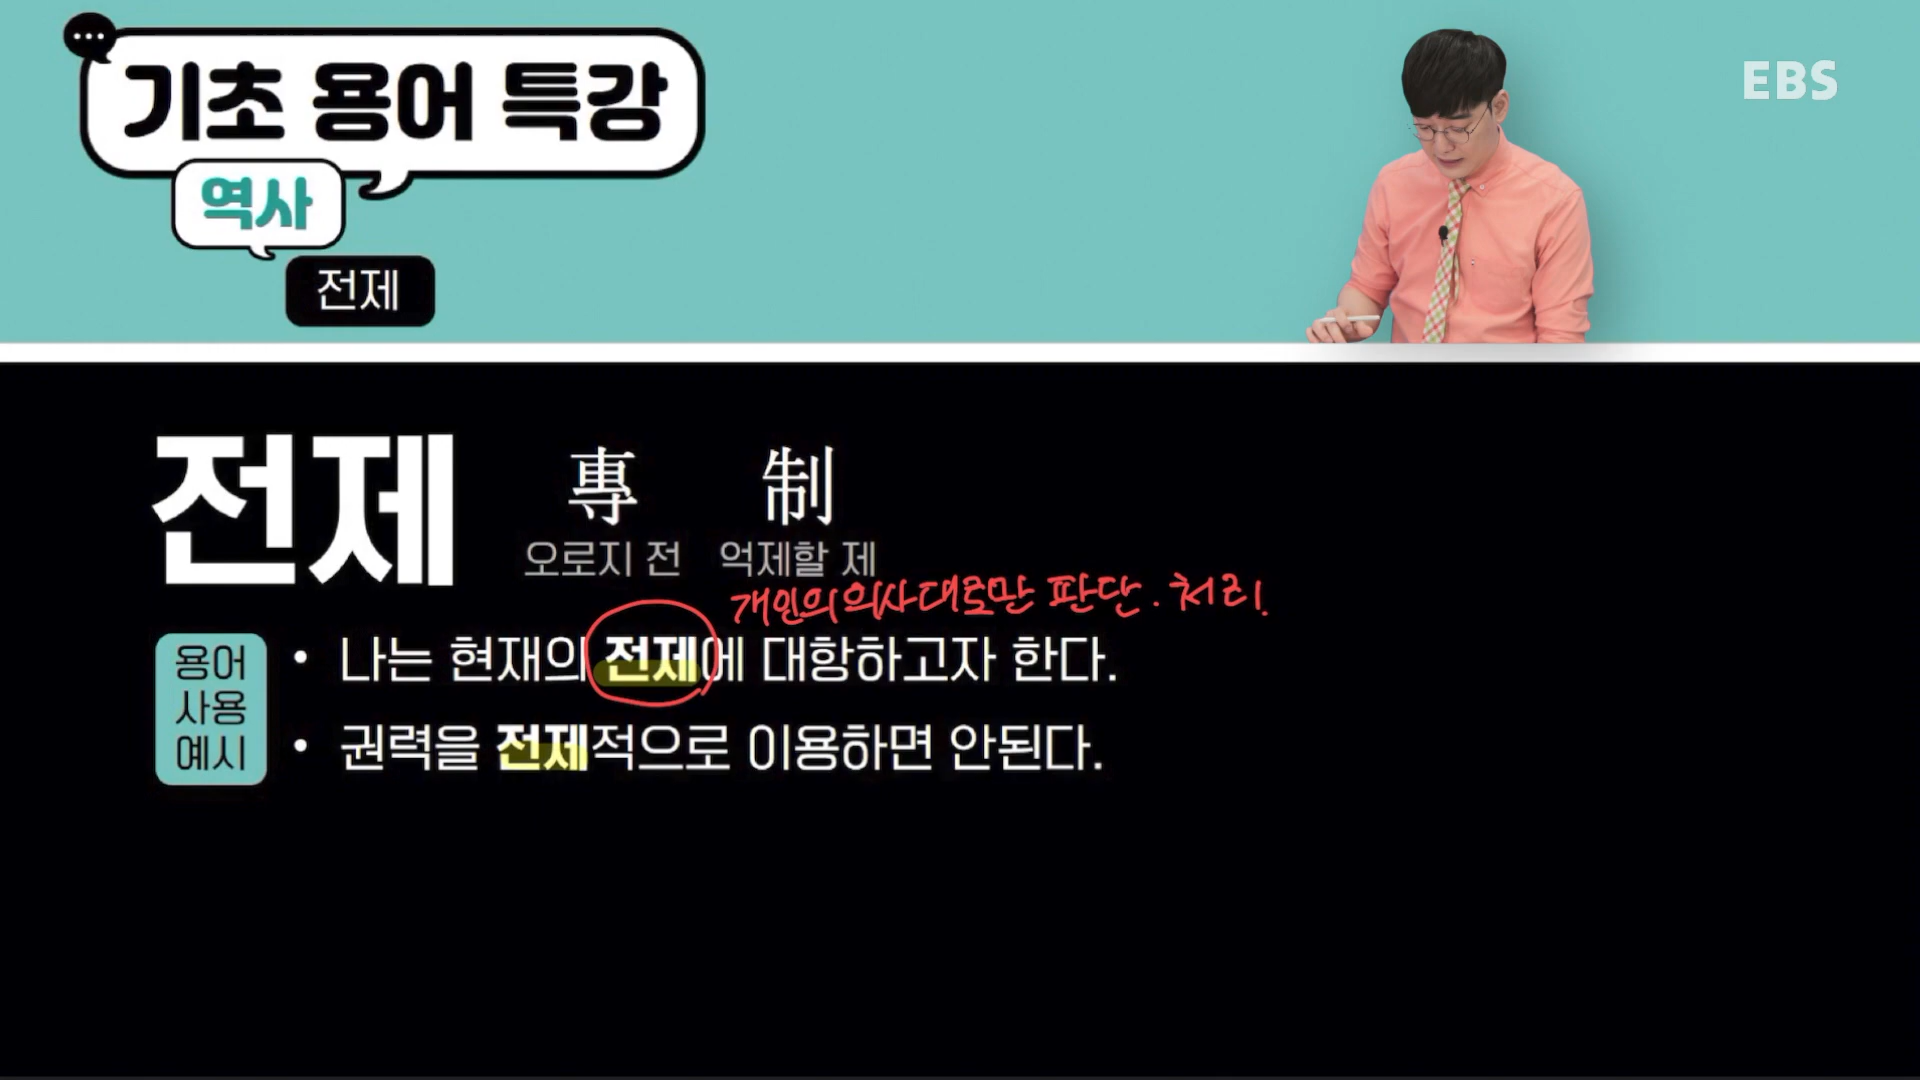 기초 용어 특강
EBS
역사
전제
전제 專 制
오로지 전 억제할 제
개인의 의사대로만 판단·처리.
용어 사용 예시
• 나는 현재의 전제에 대항하고자 한다.
• 권력을 전제적으로 이용하면 안된다.